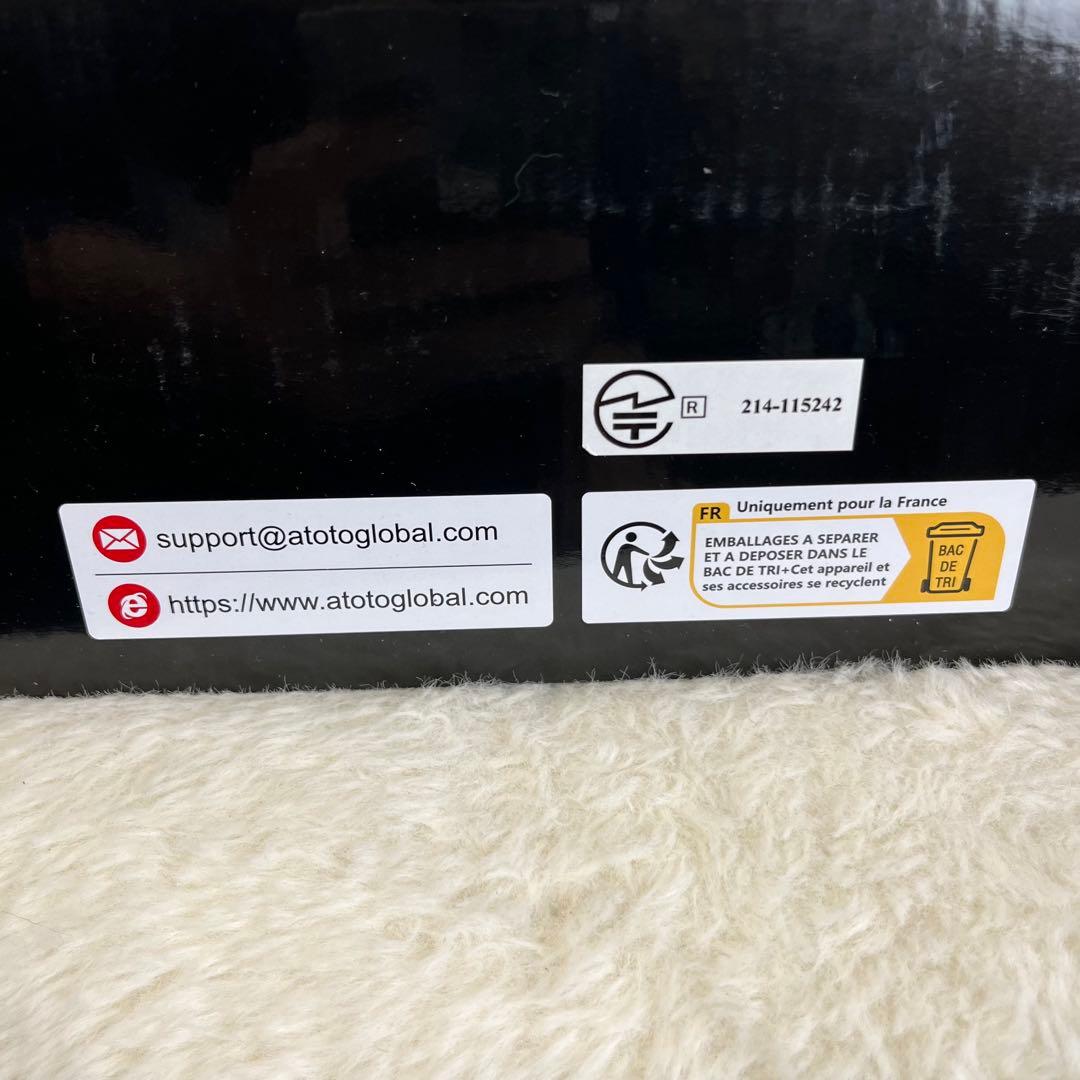 R 214-115242
support@atotoglobal.com
https://www.atotoglobal.com
FR Uniquement pour la France
EMBALLAGES A SEPARER
ET A DEPOSER DANS LE
BAC DE TRI+Cet appareil et
ses accessoires se recyclent
BAC
DE
TRI